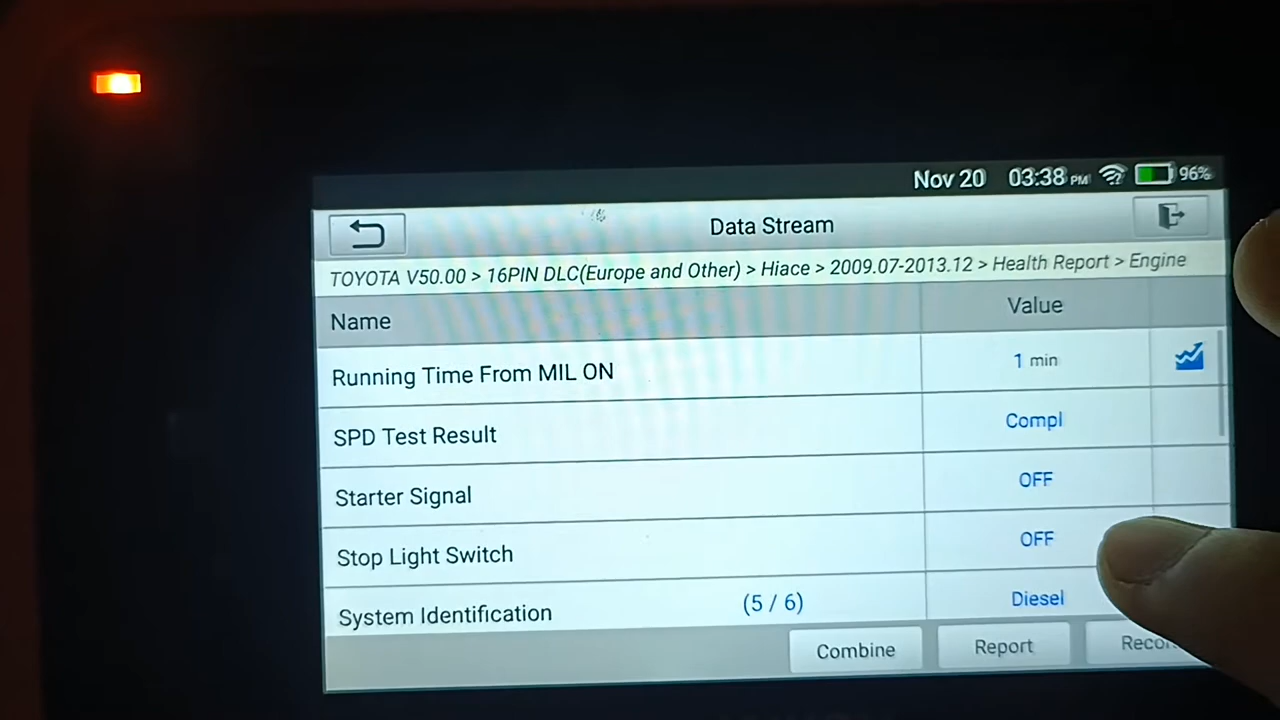 Nov 20 03:38 PM 96%
Data Stream
TOYOTA V50.00 > 16PIN DLC(Europe and Other) > Hiace > 2009.07-2013.12 > Health Report > Engine
Name Value
Running Time From MIL ON 1 min
SPD Test Result Compl
Starter Signal OFF
Stop Light Switch OFF
System Identification (5 / 6) Diesel
Combine Report